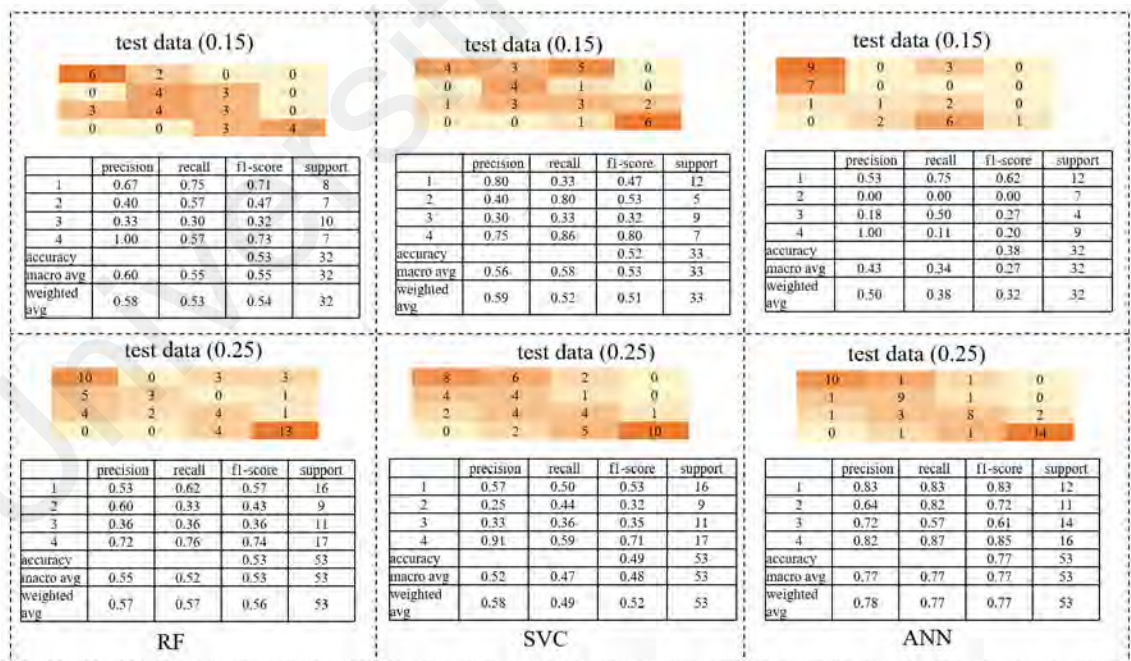 test data (0.15)
6 2 0 0
0 4 3 0
3 4 3 0
0 0 3 4
precision recall f1-score support
1 0.67 0.75 0.71 8
2 0.40 0.57 0.47 7
3 0.33 0.30 0.32 10
4 1.00 0.57 0.73 7
accuracy 0.53 32
macro avg 0.60 0.55 0.55 32
weighted
avg 0.58 0.53 0.54 32
test data (0.15)
4 3 5 0
0 4 1 0
1 3 3 2
0 0 1 6
precision recall f1-score support
1 0.80 0.33 0.47 12
2 0.40 0.80 0.53 5
3 0.30 0.33 0.32 9
4 0.75 0.86 0.80 7
accuracy 0.52 33
macro avg 0.56 0.58 0.53 33
weighted
avg 0.59 0.52 0.51 33
test data (0.15)
9 0 3 0
7 0 0 0
1 1 2 0
0 2 6 1
precision recall f1-score support
1 0.53 0.75 0.62 12
2 0.00 0.00 0.00 7
3 0.18 0.50 0.27 4
4 1.00 0.11 0.20 9
accuracy 0.38 32
macro avg 0.43 0.34 0.27 32
weighted
avg 0.50 0.38 0.32 32
test data (0.25)
10 0 3 3
5 3 0 1
4 2 4 1
0 0 4 13
precision recall f1-score support
1 0.53 0.62 0.57 16
2 0.60 0.33 0.43 9
3 0.36 0.36 0.36 11
4 0.72 0.76 0.74 17
accuracy 0.53 53
macro avg 0.55 0.52 0.53 53
weighted
avg 0.57 0.57 0.56 53
RF
test data (0.25)
8 6 2 0
4 4 1 0
2 4 4 1
0 2 5 10
precision recall f1-score support
1 0.57 0.50 0.53 16
2 0.25 0.44 0.32 9
3 0.33 0.36 0.35 11
4 0.91 0.59 0.71 17
accuracy 0.49 53
macro avg 0.52 0.47 0.48 53
weighted
avg 0.58 0.49 0.52 53
SVC
test data (0.25)
10 1 1 0
1 9 1 0
1 3 8 2
0 1 1 14
precision recall f1-score support
1 0.83 0.83 0.83 12
2 0.64 0.82 0.72 11
3 0.72 0.57 0.61 14
4 0.82 0.87 0.85 16
accuracy 0.77 53
macro avg 0.77 0.77 0.77 53
weighted
avg 0.78 0.77 0.77 53
ANN
Universiti